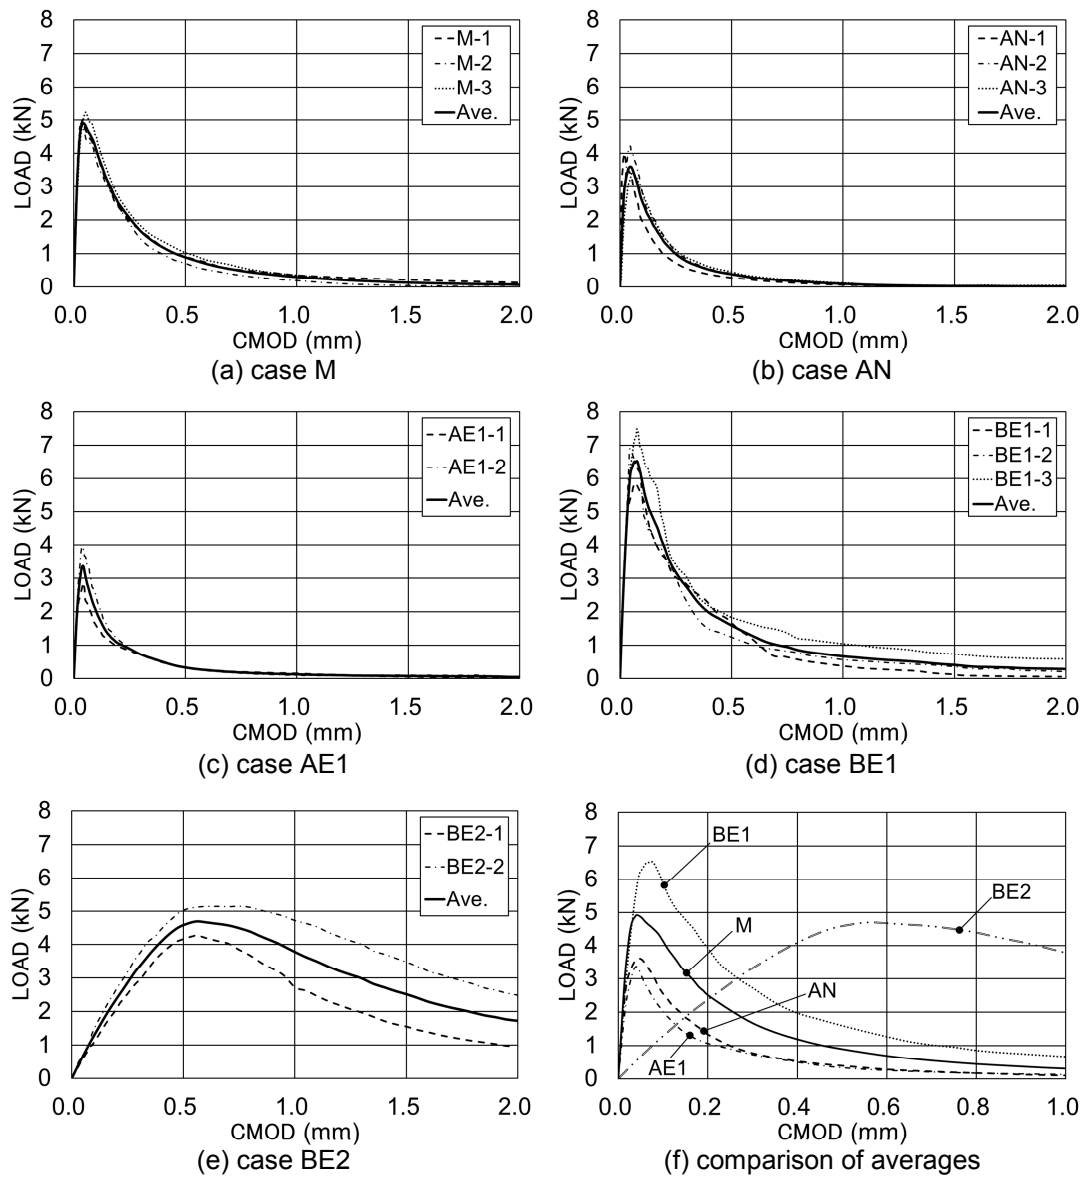 8
7
6
5
4
3
2
1
0
LOAD (kN)
M-1
M-2
M-3
Ave.
0.0 0.5 1.0 1.5 2.0
CMOD (mm)
(a) case M
8
7
6
5
4
3
2
1
0
LOAD (kN)
AN-1
AN-2
AN-3
Ave.
0.0 0.5 1.0 1.5 2.0
CMOD (mm)
(b) case AN
8
7
6
5
4
3
2
1
0
LOAD (kN)
AE1-1
AE1-2
Ave.
0.0 0.5 1.0 1.5 2.0
CMOD (mm)
(c) case AE1
8
7
6
5
4
3
2
1
0
LOAD (kN)
BE1-1
BE1-2
BE1-3
Ave.
0.0 0.5 1.0 1.5 2.0
CMOD (mm)
(d) case BE1
8
7
6
5
4
3
2
1
0
LOAD (kN)
BE2-1
BE2-2
Ave.
0.0 0.5 1.0 1.5 2.0
CMOD (mm)
(e) case BE2
8
7
6
5
4
3
2
1
0
LOAD (kN)
BE1
BE2
M
AN
AE1
0.0 0.2 0.4 0.6 0.8 1.0
CMOD (mm)
(f) comparison of averages